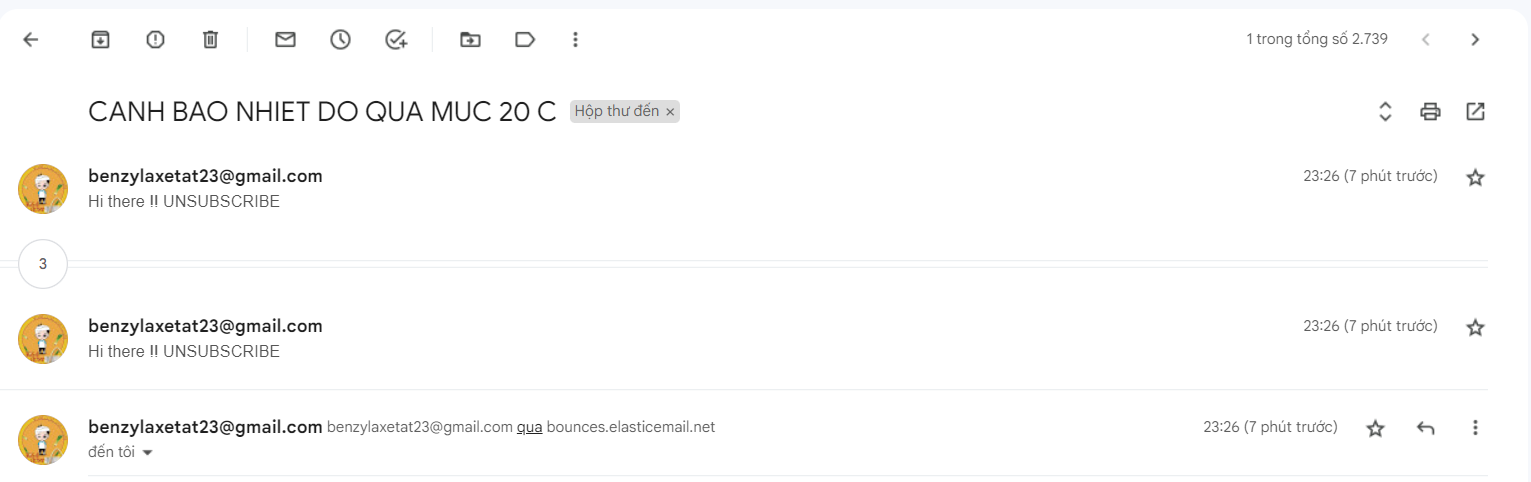 1 trong tổng số 2.739
CANH BAO NHIET DO QUA MUC 20 C Hộp thư đến ×
benzylaxetat23@gmail.com 23:26 (7 phút trước)
Hi there !! UNSUBSCRIBE
3
benzylaxetat23@gmail.com 23:26 (7 phút trước)
Hi there !! UNSUBSCRIBE
benzylaxetat23@gmail.com benzylaxetat23@gmail.com qua bounces.elasticemail.net 23:26 (7 phút trước)
đến tôi